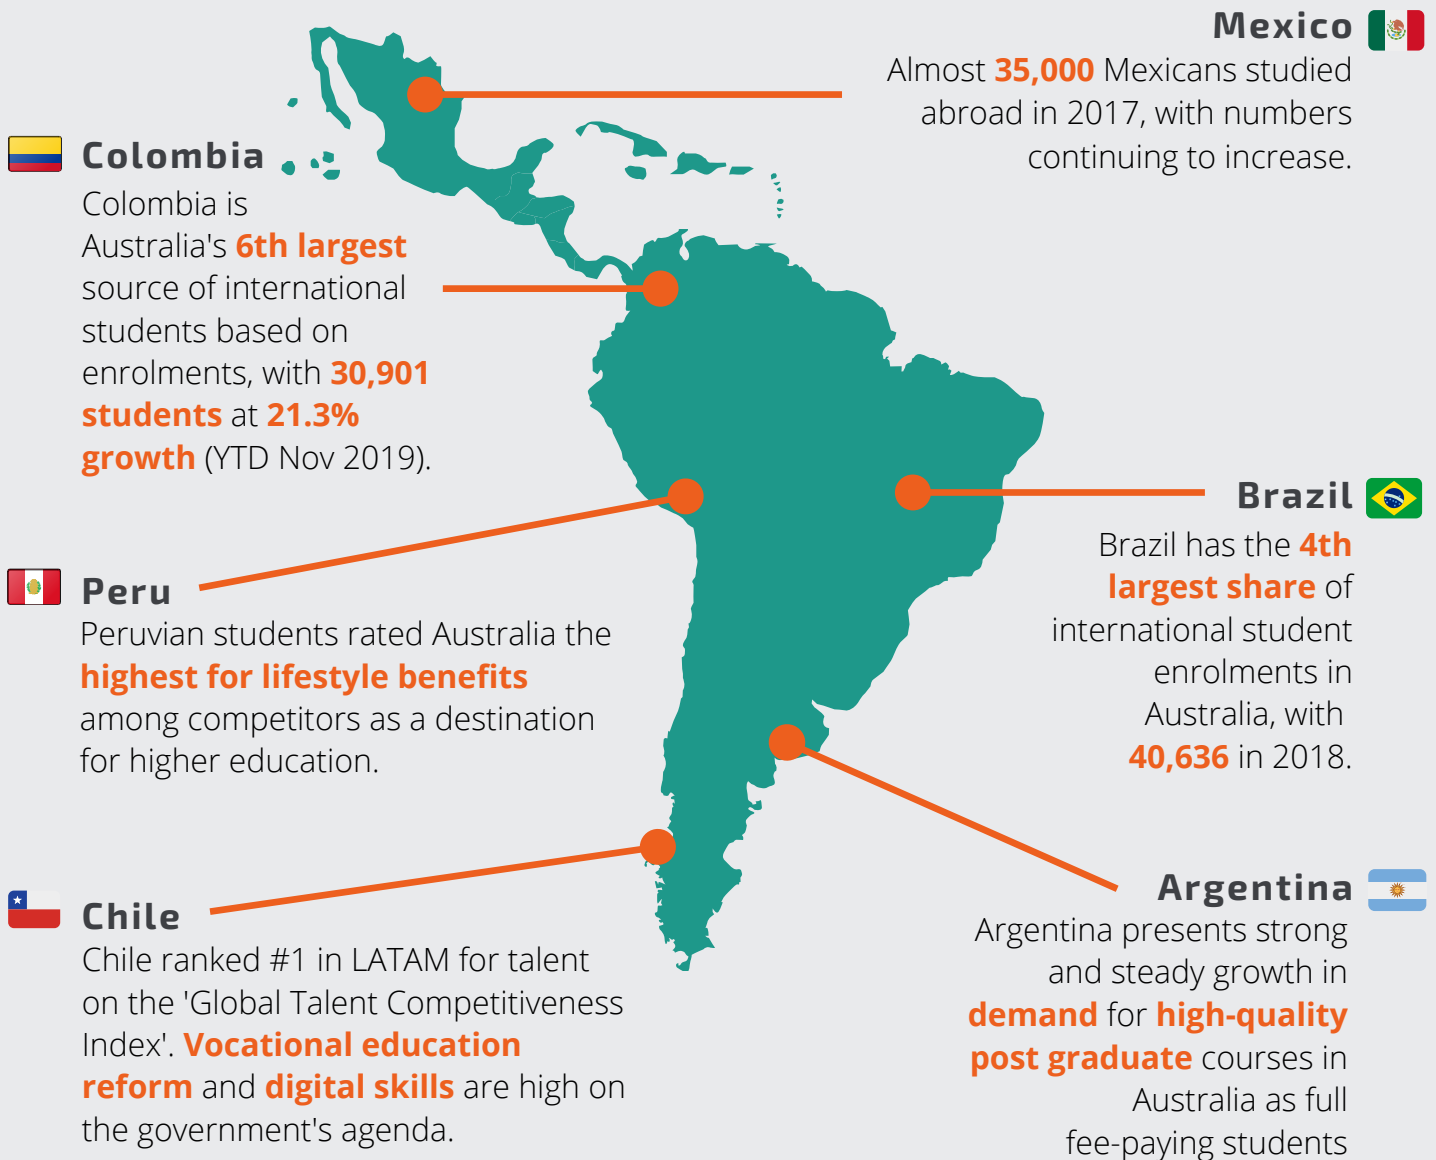 Mexico
Almost 35,000 Mexicans studied
abroad in 2017, with numbers
continuing to increase.
Colombia
Colombia is
Australia's 6th largest
source of international
students based on
enrolments, with 30,901
students at 21.3%
growth (YTD Nov 2019).
Brazil
Brazil has the 4th
largest share of
international student
enrolments in
Australia, with
40,636 in 2018.
Peru
Peruvian students rated Australia the
highest for lifestyle benefits
among competitors as a destination
for higher education.
Chile
Chile ranked #1 in LATAM for talent
on the 'Global Talent Competitiveness
Index'. Vocational education
reform and digital skills are high on
the government's agenda.
Argentina
Argentina presents strong
and steady growth in
demand for high-quality
post graduate courses in
Australia as full
fee-paying students